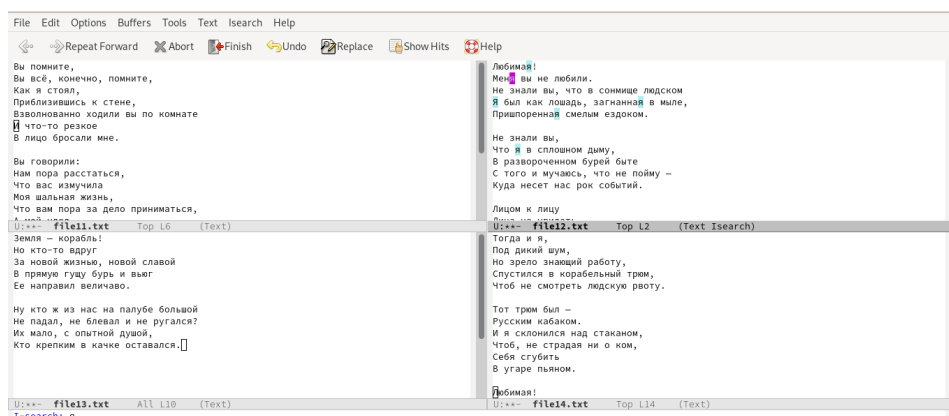 File Edit Options Buffers Tools Text Isearch Help
Repeat Forward Abort Finish Undo Replace Show Hits Help
Вы помните,
Вы всё, конечно, помните,
Как я стоял,
Приблизившись к стене,
Взволнованно ходили вы по комнате
И что-то резкое
В лицо бросали мне.
Вы говорили:
Нам пора расстаться,
Что вас измучила
Моя шальная жизнь,
Что вам пора за дело приниматься,
А мой удел
U:**- file11.txt Top L6 (Text)
Любимая!
Меня вы не любили.
Не знали вы, что в сонмище людском
Я был как лошадь, загнанная в мыле,
Пришпоренная смелым ездоком.
Не знали вы,
Что я в сплошном дыму,
В развороченном бурей быте
С того и мучаюсь, что не пойму —
Куда несет нас рок событий.
Лицом к лицу
Лица не увидать
U:**- file12.txt Top L2 (Text Isearch)
Земля — корабль!
Но кто-то вдруг
За новой жизнью, новой славой
В прямую гущу бурь и вьюг
Ее направил величаво.
Ну кто ж из нас на палубе большой
Не падал, не блевал и не ругался?
Их мало, с опытной душой,
Кто крепким в качке оставался.
U:**- file13.txt All L10 (Text)
Тогда и я,
Под дикий шум,
Но зрело знающий работу,
Спустился в корабельный трюм,
Чтоб не смотреть людскую рвоту.
Тот трюм был —
Русским кабаком.
И я склонился над стаканом,
Чтоб, не страдая ни о ком,
Себя сгубить
В угаре пьяном.
Любимая!
U:**- file14.txt Top L14 (Text)
I-search: я